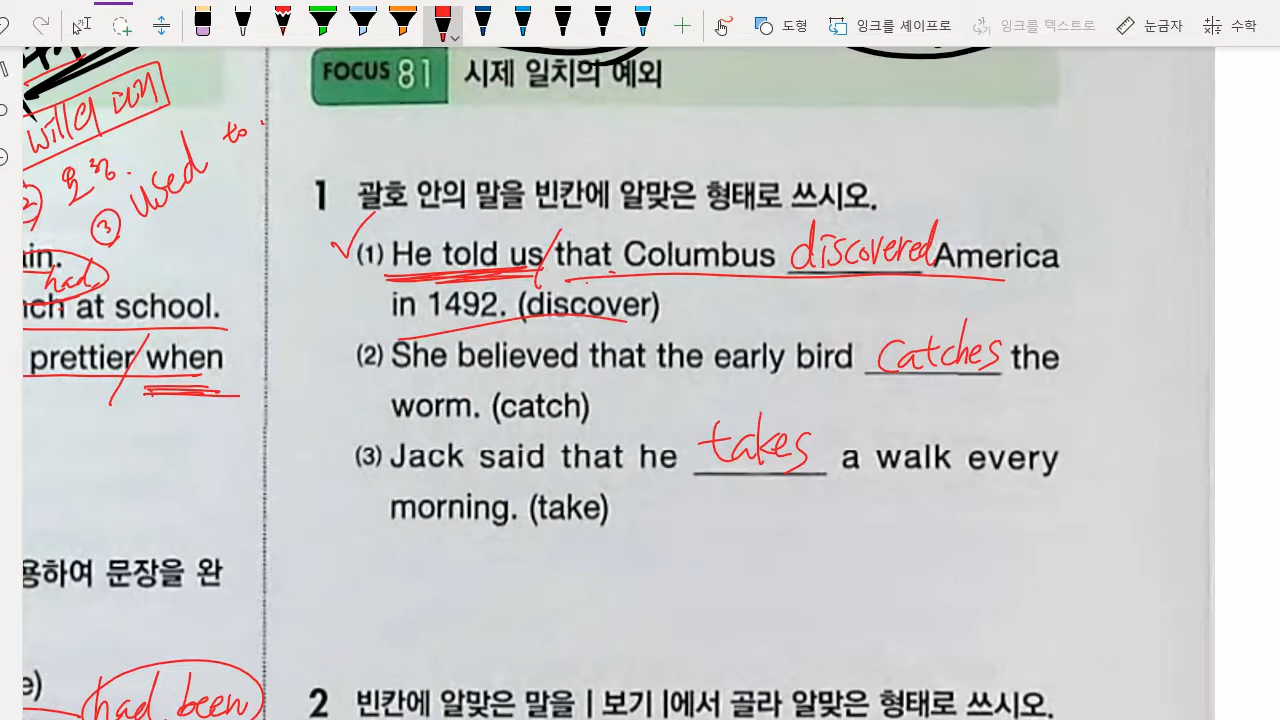 도형
잉크를 셰이프로
잉크를 텍스트로
눈금자
수학
will의 과거
to
used
③
ain.
had
nch at school.
prettier/when
용하여 문장을 완
e)
had been
FOCUS 81 시제 일치의 예외
1 괄호 안의 말을 빈칸에 알맞은 형태로 쓰시오.
(1) He told us/that Columbus discovered America
in 1492. (discover)
(2) She believed that the early bird catches the
worm. (catch)
(3) Jack said that he takes a walk every
morning. (take)
2 빈칸에 알맞은 말을 | 보기 |에서 골라 알맞은 형태로 쓰시오.